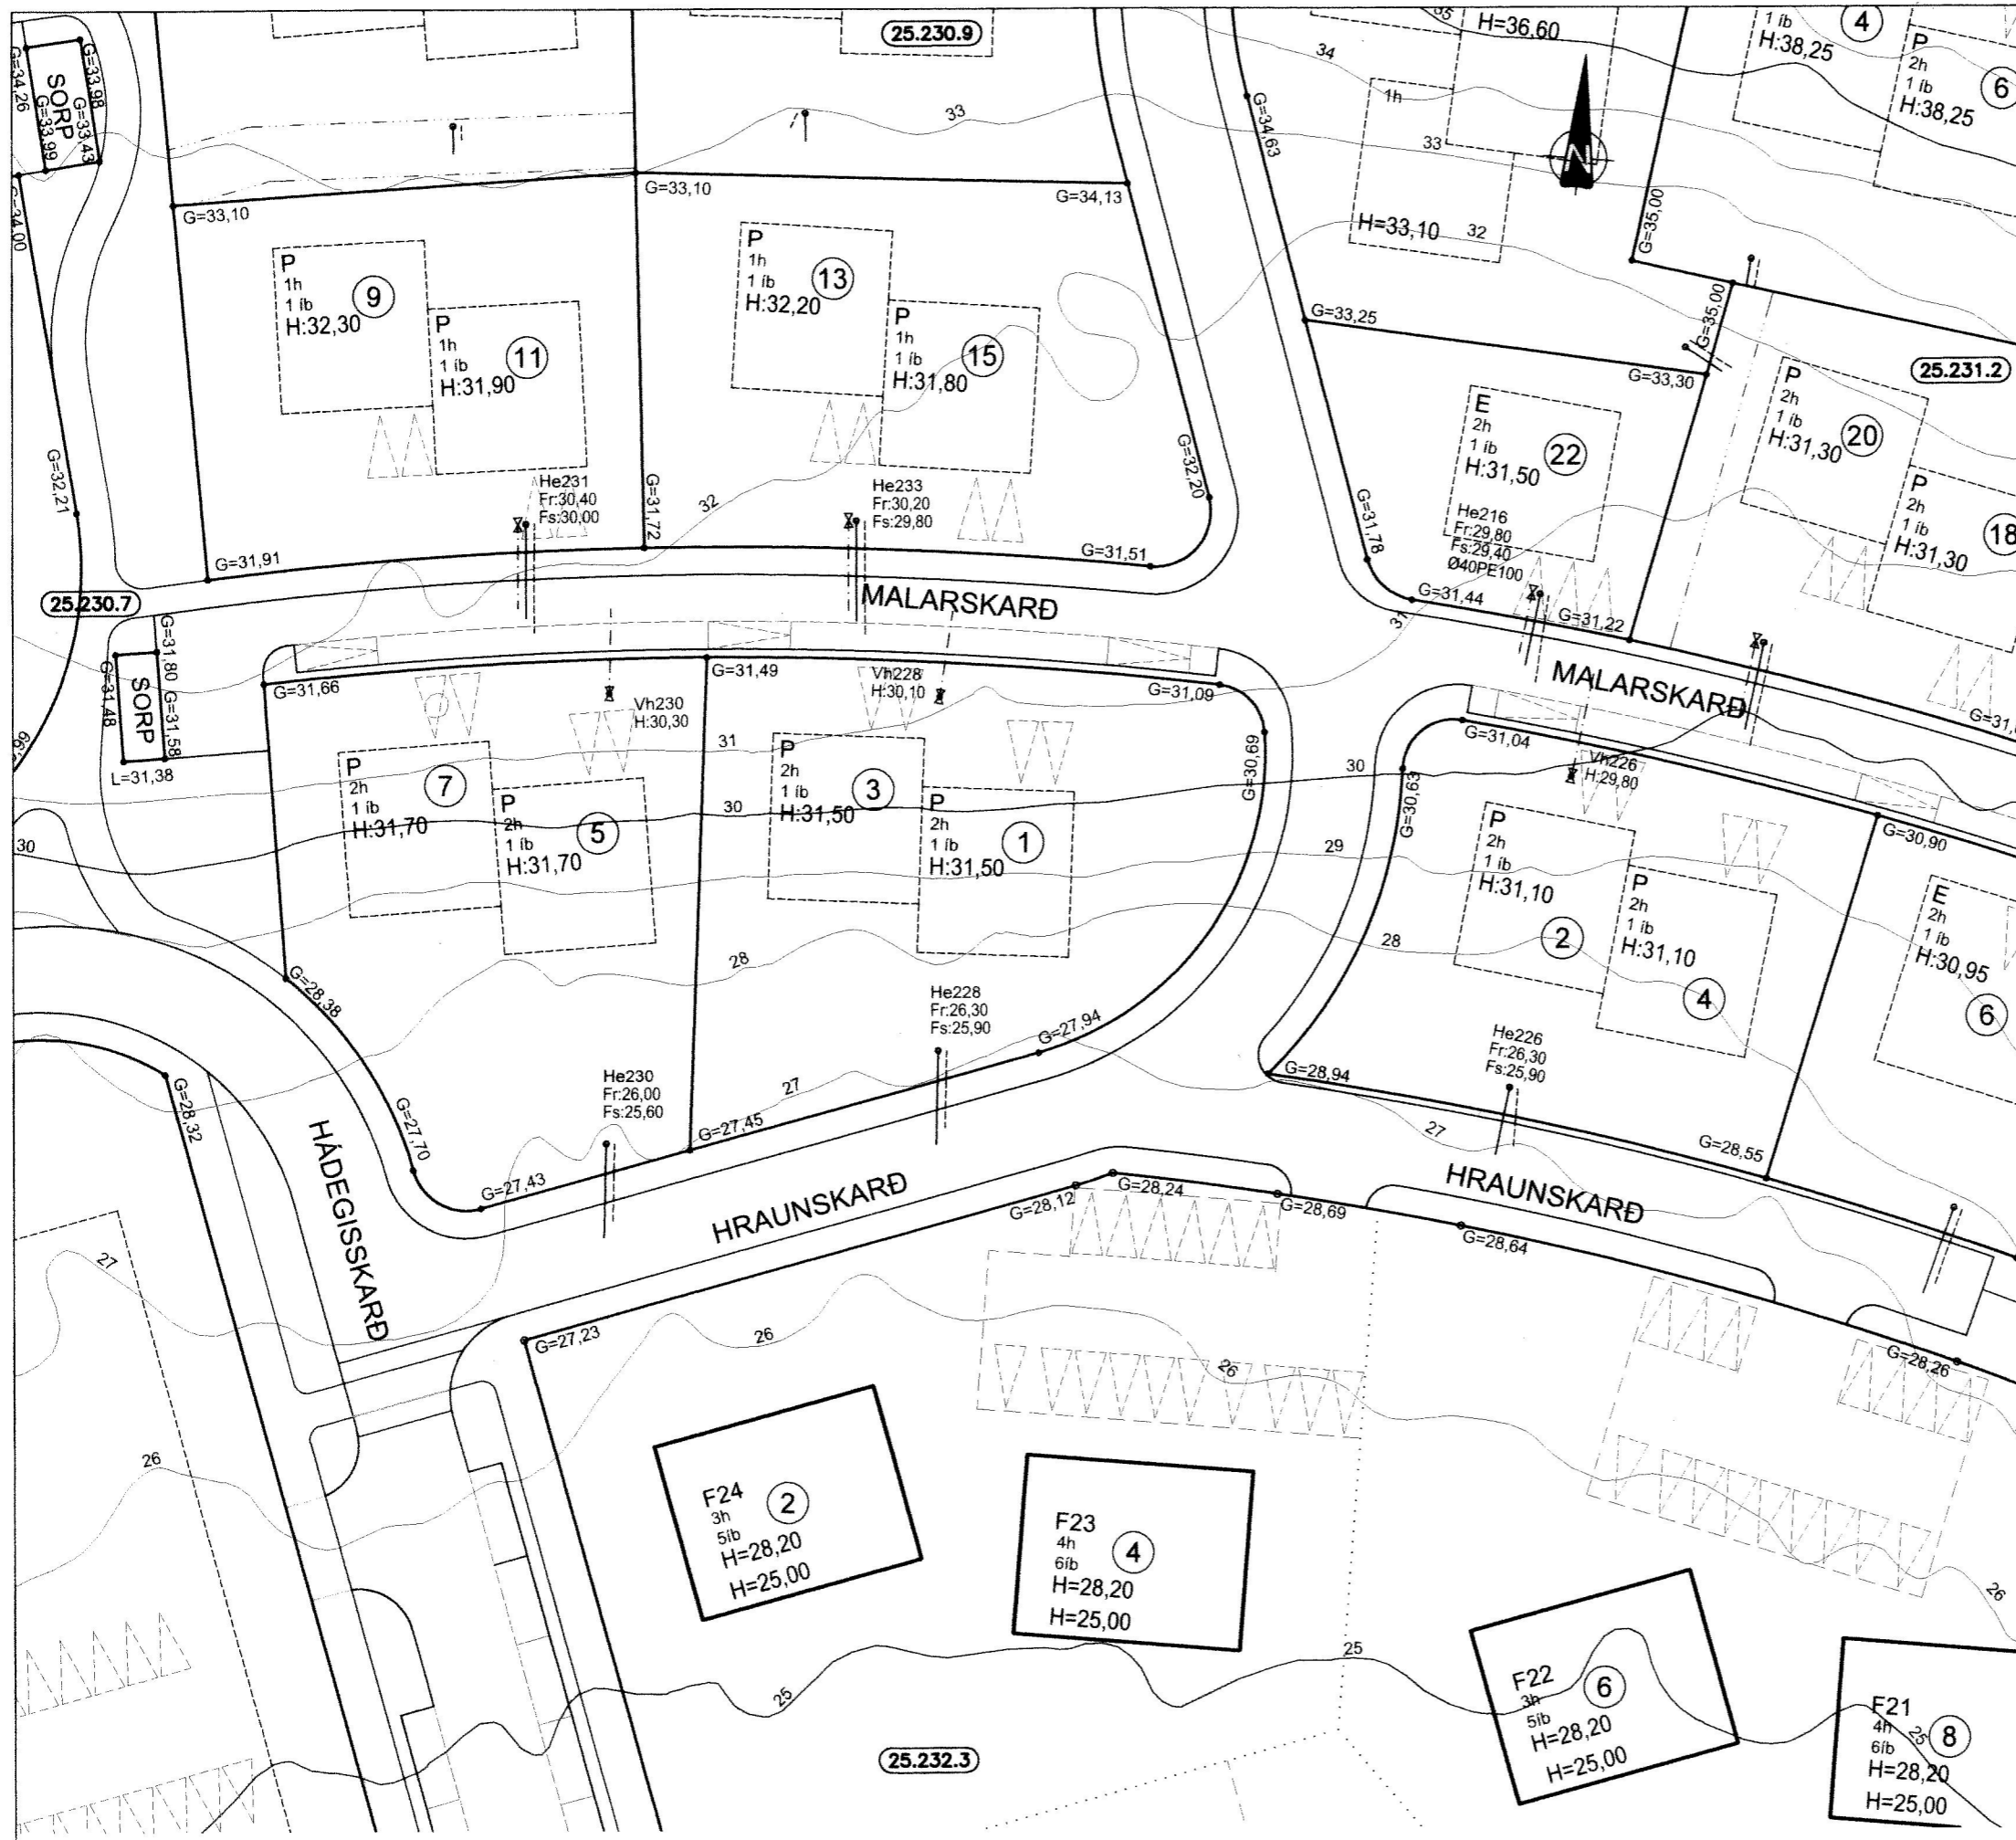 25.230.9
35
H=36.60
1 íb
H:38,25
4
P
2h
1 íb
H:38,25
6
34
G=34,26
SORP
G=33,98
G=33,99
G=33,43
33
G=34,63
1h
33
N
G=34,00
G=33,10
G=33,10
G=34,13
H=33,10
32
G=35,00
P
1h
1 íb
H:32,30
9
P
1h
1 íb
H:31,90
11
P
1h
1 íb
H:32,20
13
P
1h
1 íb
H:31,80
15
G=33,25
G=35,00
G=33,30
25.231.2
E
2h
1 íb
H:31,50
22
P
2h
1 íb
H:31,30
20
P
2h
1 íb
H:31,30
18
G=32,21
He231
Fr:30,40
Fs:30,00
G=31,72
32
He233
Fr:30,20
Fs:29,80
G=32,20
G=31,78
He216
Fr:29,80
Fs:29,40
Ø40PE100
G=31,91
G=31,51
G=31,44
31
G=31,22
25.230.7
MALARSKARÐ
MALARSKARÐ
G=31,80
G=31,48
SORP
G=31,58
L=31,38
G=31,66
G=31,49
G=31,09
Vh230
H:30,30
Vh228
H:30,10
G=30,69
G=31,04
Vh226
H:29,80
G=30,63
31
30
30
30
P
2h
1 íb
H:31,70
7
P
2h
1 íb
H:31,70
5
P
2h
1 íb
H:31,50
3
P
2h
1 íb
H:31,50
1
29
P
2h
1 íb
H:31,10
2
P
2h
1 íb
H:31,10
4
G=30,90
E
2h
1 íb
H:30,95
6
28
28
G=28,38
He228
Fr:26,30
Fs:25,90
G=27,94
He226
Fr:26,30
Fs:25,90
G=28,94
G=28,32
G=27,70
He230
Fr:26,00
Fs:25,60
27
27
G=27,43
G=27,45
G=28,55
HÁDEGISSKARÐ
HRAUNSKARÐ
HRAUNSKARÐ
G=28,12
G=28,24
G=28,69
G=28,64
27
G=27,23
26
26
G=28,26
26
F24
3h
5íb
H=28,20
H=25,00
2
F23
4h
6íb
H=28,20
H=25,00
4
26
25
25
F22
3h
5íb
H=28,20
H=25,00
6
F21
4h
6íb
H=28,20
H=25,00
8
25
25.232.3